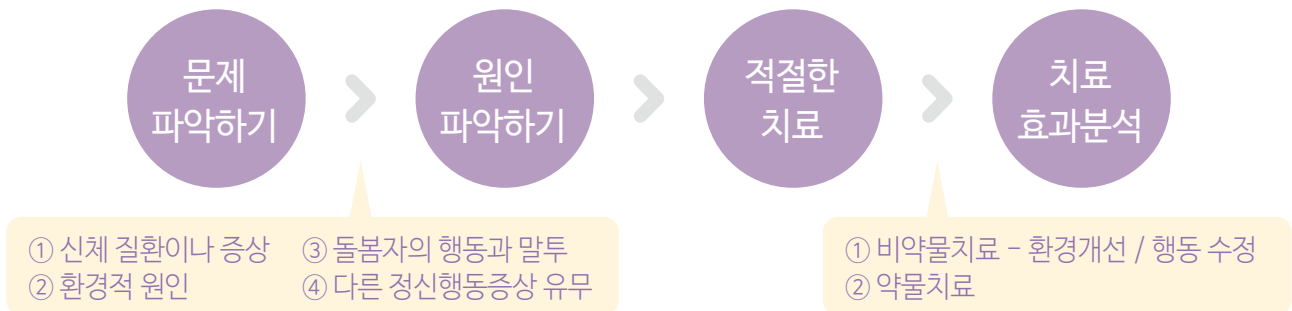 문제
파악하기
원인
파악하기
적절한
치료
치료
효과분석
① 신체 질환이나 증상
② 환경적 원인
③ 돌봄자의 행동과 말투
④ 다른 정신행동증상 유무
① 비약물치료 - 환경개선 / 행동 수정
② 약물치료